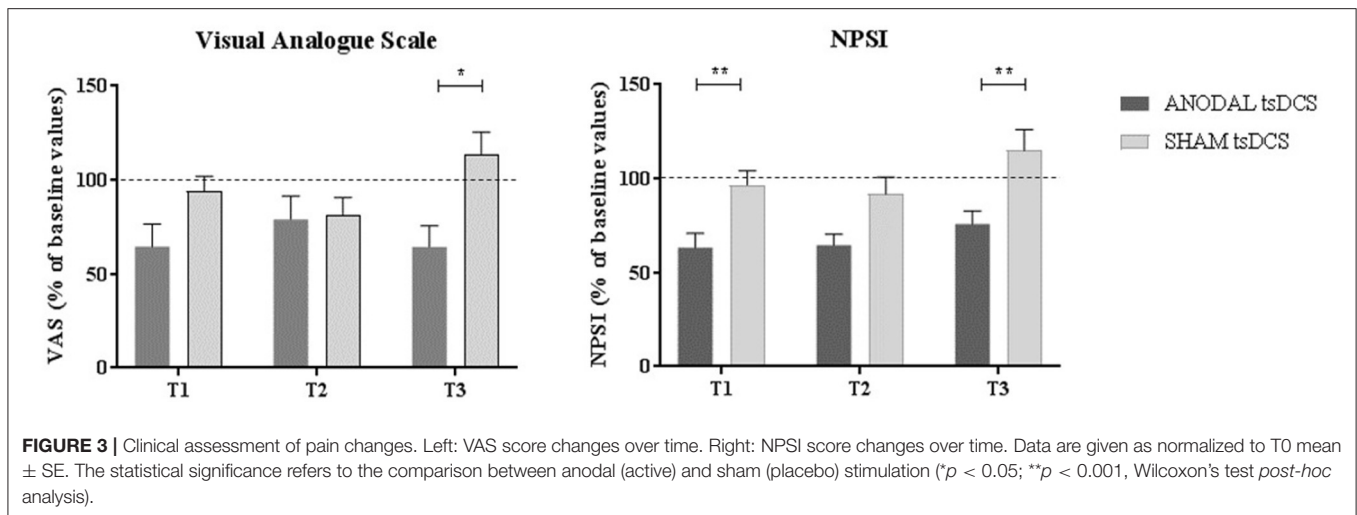 Visual Analogue Scale
VAS (% of baseline values)
150
100
50
0
*
T1
T2
T3
NPSI
NPSI (% of baseline values)
150
100
50
0
**
**
T1
T2
T3
ANODAL tsDCS
SHAM tsDCS
FIGURE 3 | Clinical assessment of pain changes. Left: VAS score changes over time. Right: NPSI score changes over time. Data are given as normalized to T0 mean
± SE. The statistical significance refers to the comparison between anodal (active) and sham (placebo) stimulation (*p < 0.05; **p < 0.001, Wilcoxon’s test post-hoc
analysis).